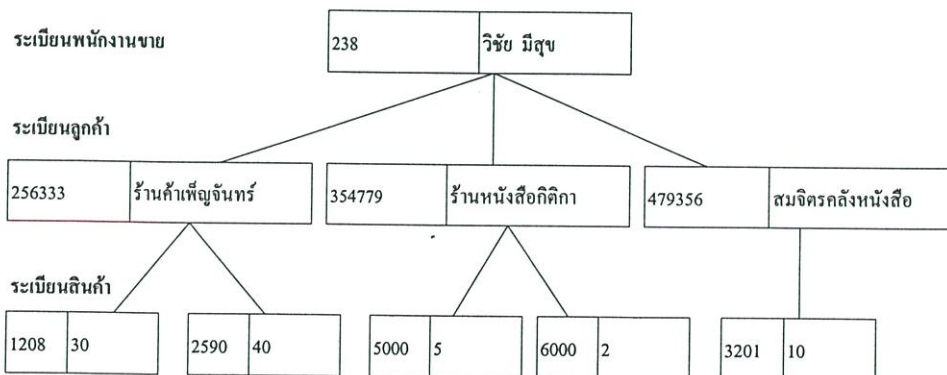 ระเบียนพนักงานขาย
238 วิชัย มีสุข
ระเบียนลูกค้า
256333 ร้านค้าเพ็ญจันทร์ 354779 ร้านหนังสือกิติกา 479356 สมจิตรคลังหนังสือ
ระเบียนสินค้า
1208 30 2590 40 5000 5 6000 2 3201 10